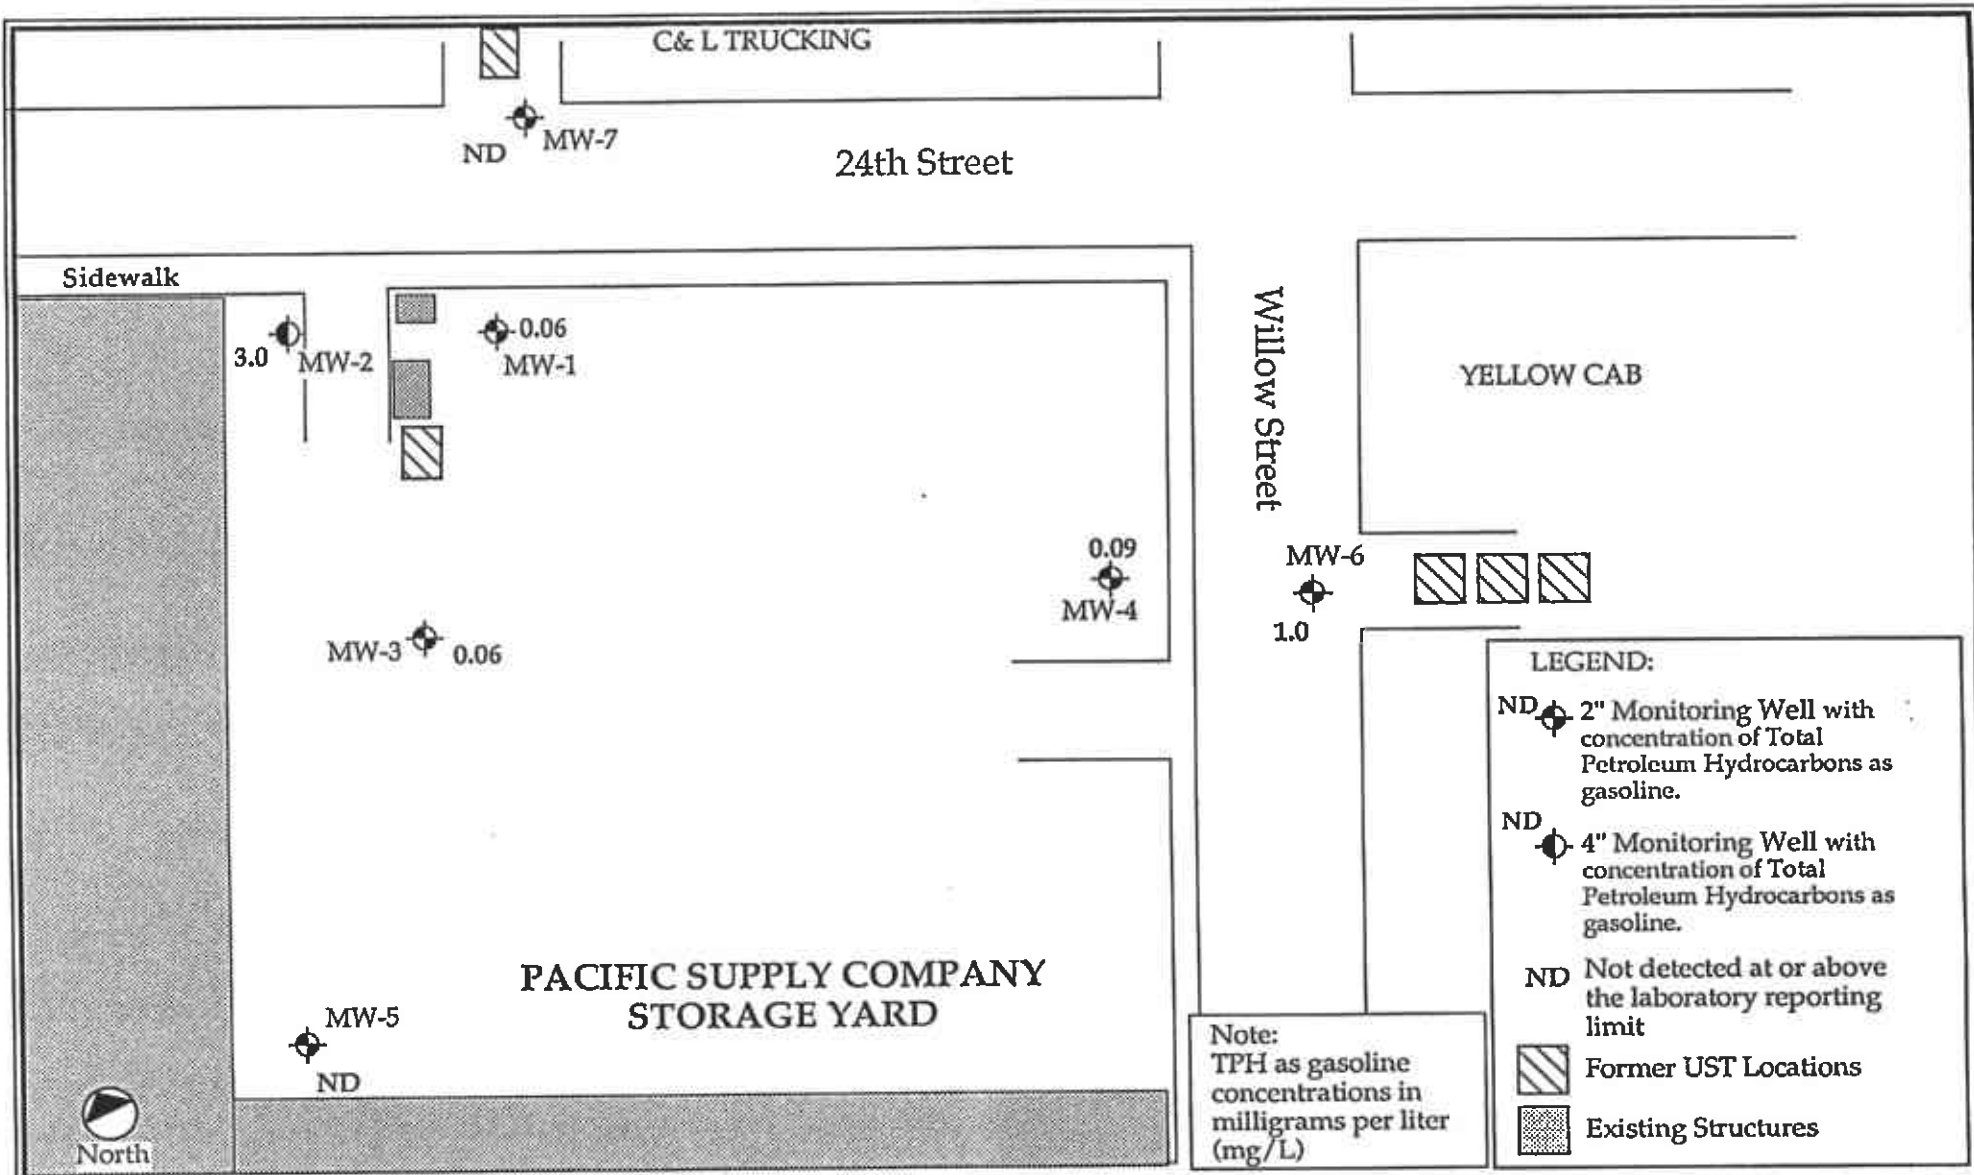 C& L TRUCKING
MW-7
ND
24th Street
Sidewalk
0.06
3.0
MW-2
MW-1
Willow Street
YELLOW CAB
0.09
MW-4
MW-6
1.0
MW-3
0.06
MW-5
ND
PACIFIC SUPPLY COMPANY
STORAGE YARD
North
Note:
TPH as gasoline
concentrations in
milligrams per liter
(mg/L)
LEGEND:
ND
2" Monitoring Well with
concentration of Total
Petroleum Hydrocarbons as
gasoline.
ND
4" Monitoring Well with
concentration of Total
Petroleum Hydrocarbons as
gasoline.
ND Not detected at or above
the laboratory reporting
limit
Former UST Locations
Existing Structures